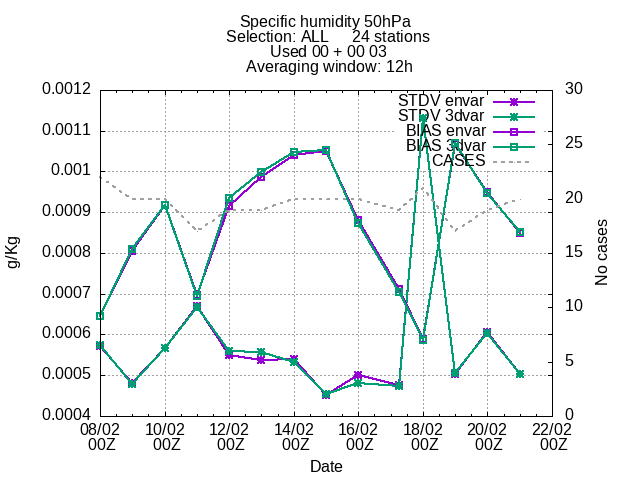 Specific humidity 50hPa
Selection: ALL 24 stations
Used 00 + 00 03
Averaging window: 12h
STDV envar
STDV 3dvar
BIAS envar
BIAS 3dvar
CASES
0.0012
0.0011
0.001
0.0009
0.0008
0.0007
0.0006
0.0005
0.0004
g/Kg
30
25
20
15
10
5
0
No cases
08/02 10/02 12/02 14/02 16/02 18/02 20/02 22/02
00Z 00Z 00Z 00Z 00Z 00Z 00Z 00Z
Date